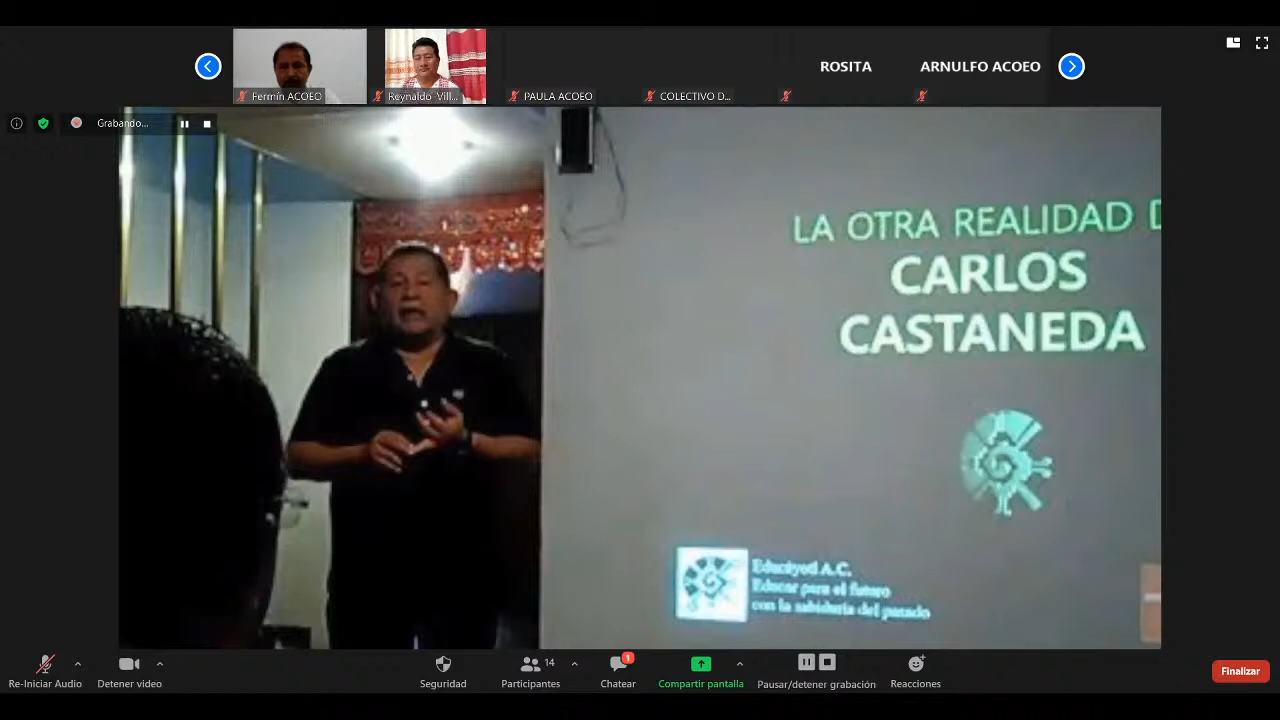 ROSITA
ARNULFO ACOEO
Fermín ACOEO
Reynaldo Vill...
PAULA ACOEO
COLECTIVO D...
Grabando...
LA OTRA REALIDAD D
CARLOS
CASTANEDA
Educayotl A.C.
Educar para el futuro
con la sabiduría del pasado
14
1
Re-Iniciar Audio
Detener video
Seguridad
Participantes
Chatear
Compartir pantalla
Pausar/detener grabación
Reacciones
Finalizar